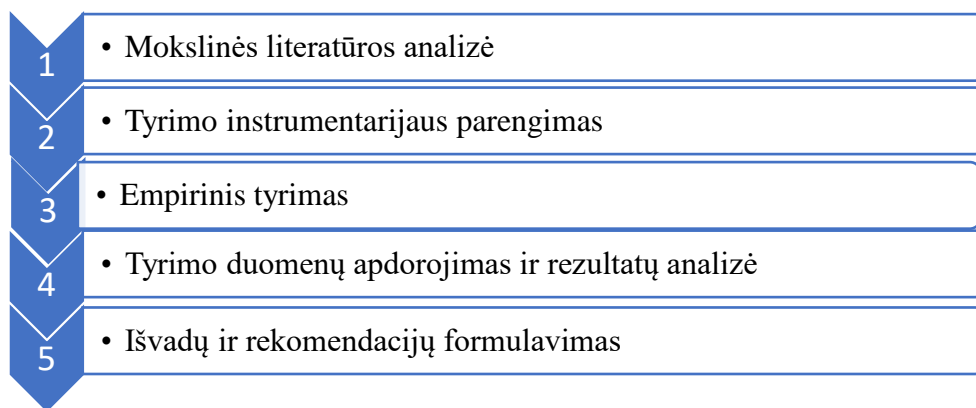 1 • Mokslinės literatūros analizė
2 • Tyrimo instrumentarijaus parengimas
3 • Empirinis tyrimas
4 • Tyrimo duomenų apdorojimas ir rezultatų analizė
5 • Išvadų ir rekomendacijų formulavimas